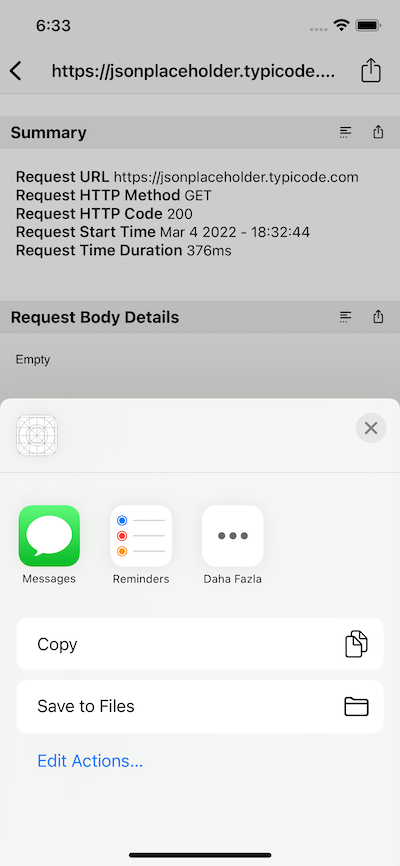 6:33
https://jsonplaceholder.typicode....
Summary
Request URL https://jsonplaceholder.typicode.com
Request HTTP Method GET
Request HTTP Code 200
Request Start Time Mar 4 2022 - 18:32:44
Request Time Duration 376ms
Request Body Details
Empty
Messages
Reminders
Daha Fazla
Copy
Save to Files
Edit Actions...